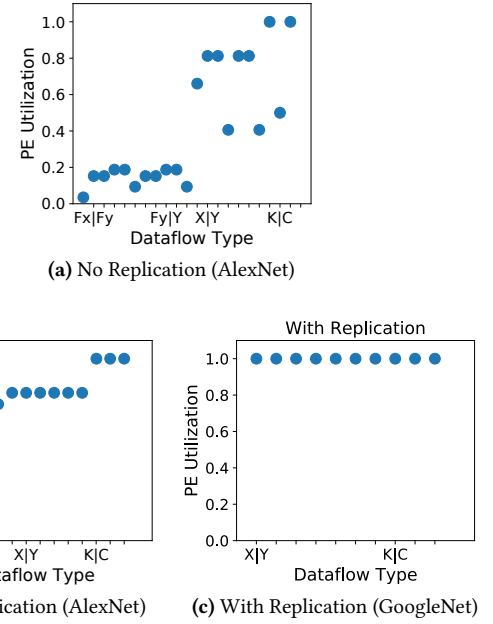 1.0
0.8
0.6
0.4
0.2
0.0
PE Utilization
Fx|Fy Fy|Y X|Y K|C
Dataflow Type
(a) No Replication (AlexNet)
With Replication
1.0
0.8
0.6
0.4
0.2
0.0
PE Utilization
X|Y K|C
X|Y K|C
taflow Type
Dataflow Type
lication (AlexNet)
(c) With Replication (GoogleNet)